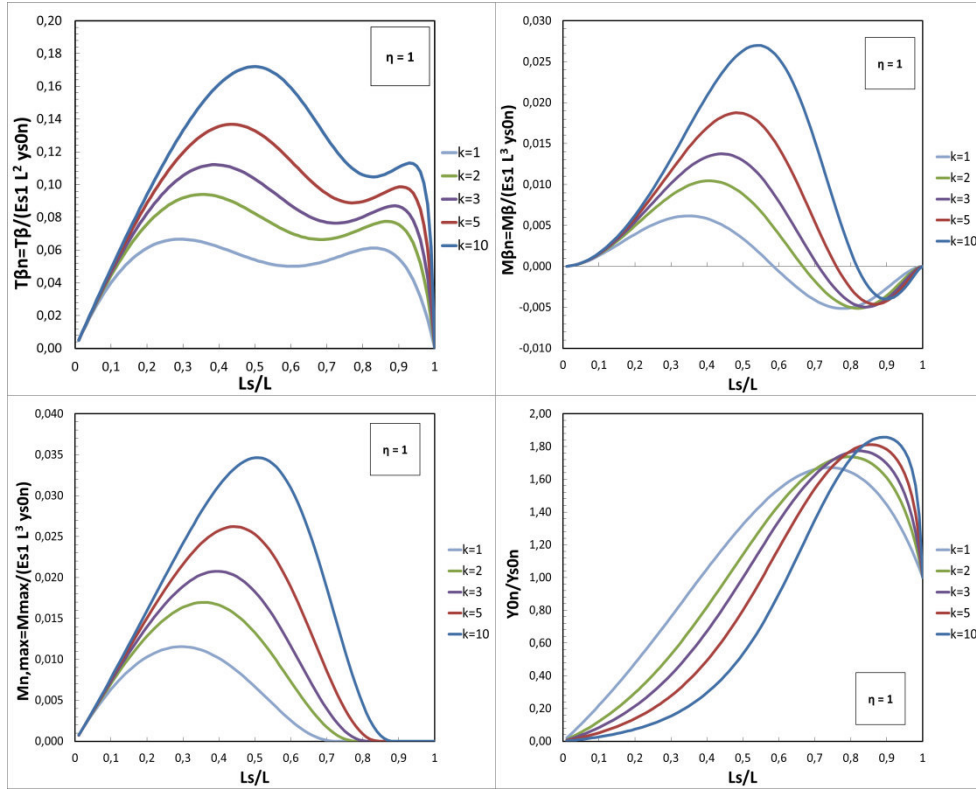 Tβn=Tβ/(Es1 L² ys0n)
0,20
0,18
0,16
0,14
0,12
0,10
0,08
0,06
0,04
0,02
0,00
η = 1
k=1
k=2
k=3
k=5
k=10
0 0,1 0,2 0,3 0,4 0,5 0,6 0,7 0,8 0,9 1
Ls/L
Mβn=Mβ/(Es1 L³ ys0n)
0,030
0,025
0,020
0,015
0,010
0,005
0,000
-0,005
-0,010
η = 1
k=1
k=2
k=3
k=5
k=10
0 0,1 0,2 0,3 0,4 0,5 0,6 0,7 0,8 0,9 1
Ls/L
Mn,max=Mmax/(Es1 L³ ys0n)
0,040
0,035
0,030
0,025
0,020
0,015
0,010
0,005
0,000
η = 1
k=1
k=2
k=3
k=5
k=10
0 0,1 0,2 0,3 0,4 0,5 0,6 0,7 0,8 0,9 1
Ls/L
Y0n/Ys0n
2,00
1,80
1,60
1,40
1,20
1,00
0,80
0,60
0,40
0,20
0,00
η = 1
k=1
k=2
k=3
k=5
k=10
0 0,1 0,2 0,3 0,4 0,5 0,6 0,7 0,8 0,9 1
Ls/L